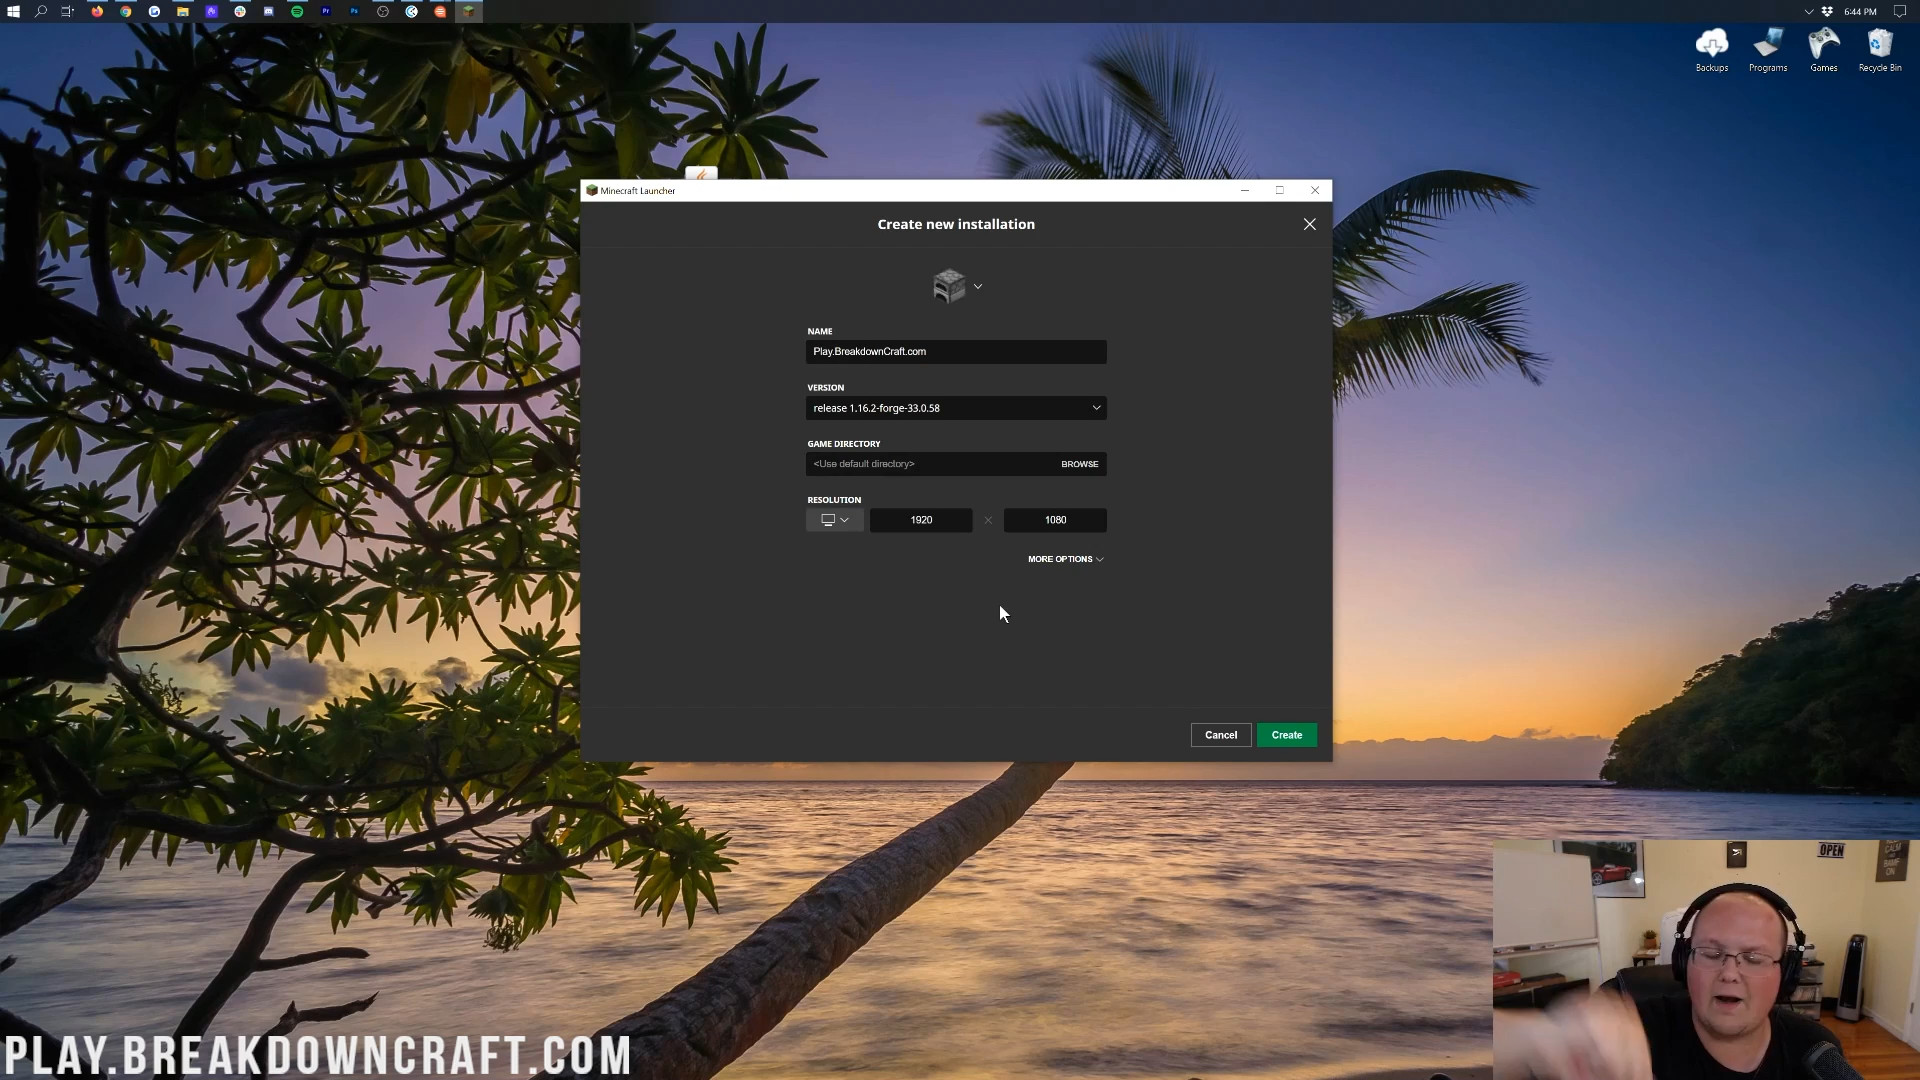 6:44 PM
Backups
Programs
Games
Recycle Bin
Minecraft Launcher
Create new installation
NAME
Play.BreakdownCraft.com
VERSION
release 1.16.2-forge-33.0.58
GAME DIRECTORY
<Use default directory>
BROWSE
RESOLUTION
1920
1080
MORE OPTIONS
Cancel
Create
OPEN
PLAY.BREAKDOWNCRAFT.COM